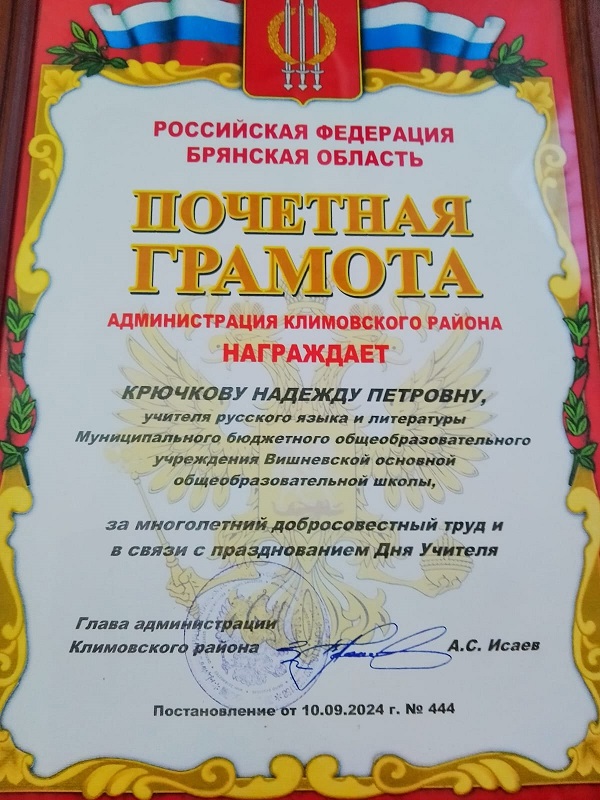 РОССИЙСКАЯ ФЕДЕРАЦИЯ
БРЯНСКАЯ ОБЛАСТЬ
ПОЧЕТНАЯ
ГРАМОТА
АДМИНИСТРАЦИЯ КЛИМОВСКОГО РАЙОНА
НАГРАЖДАЕТ
КРЮЧКОВУ НАДЕЖДУ ПЕТРОВНУ,
учителя русского языка и литературы
Муниципального бюджетного общеобразовательного
учреждения Вишневской основной
общеобразовательной школы,
за многолетний добросовестный труд и
в связи с празднованием Дня Учителя
Глава администрации
Климовского района
А.С. Исаев
Постановление от 10.09.2024 г. № 444